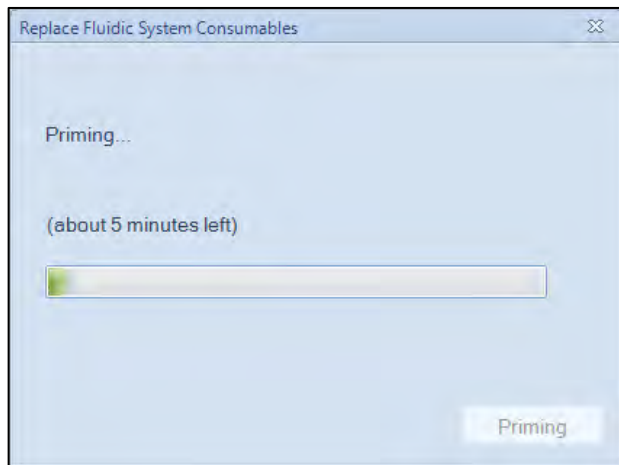 Replace Fluidic System Consumables
Priming...
(about 5 minutes left)
Priming